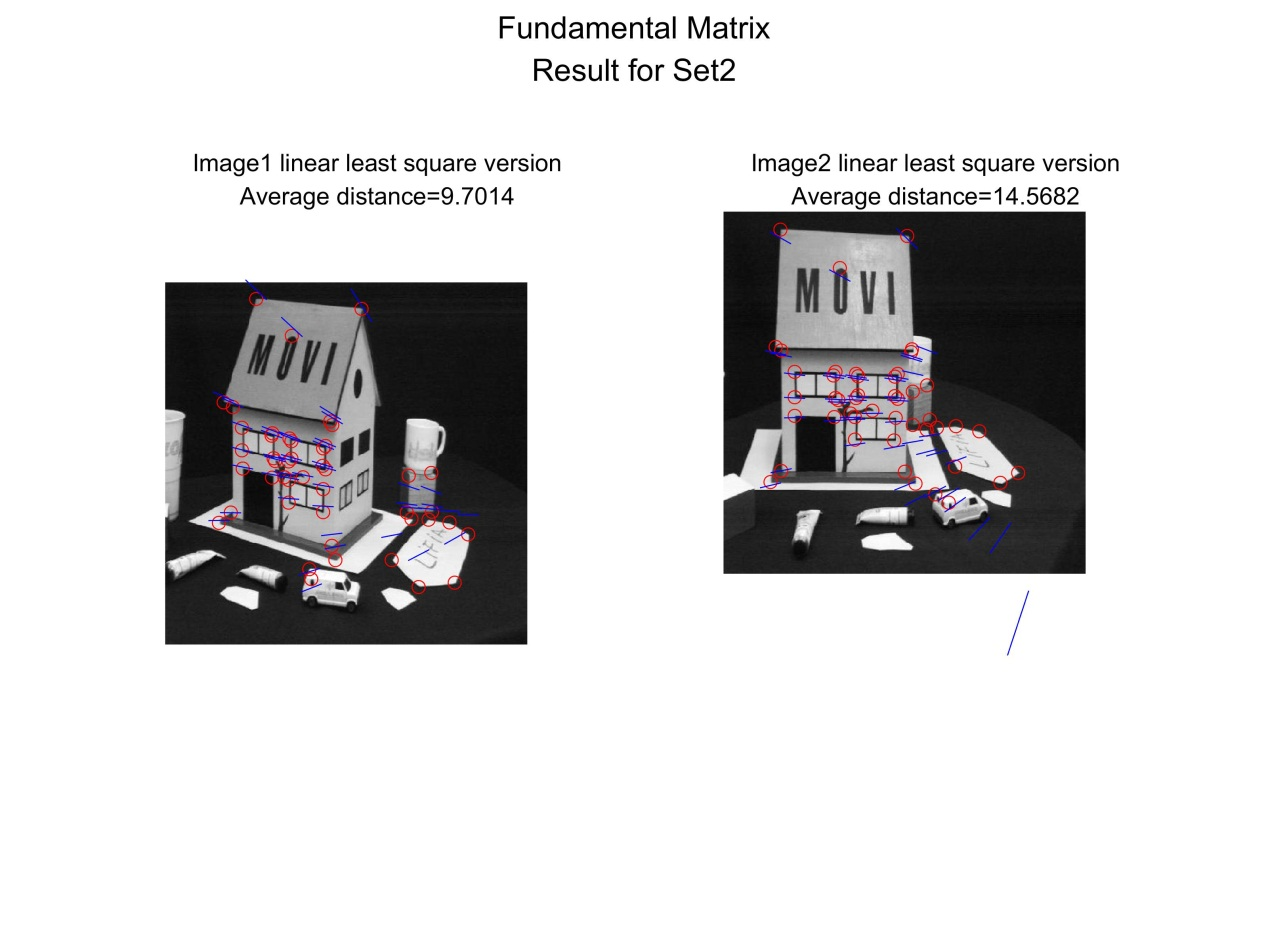 Fundamental Matrix
Result for Set2
Image1 linear least square version
Average distance=9.7014
Image2 linear least square version
Average distance=14.5682
MOVI
MOVI
LIFIA